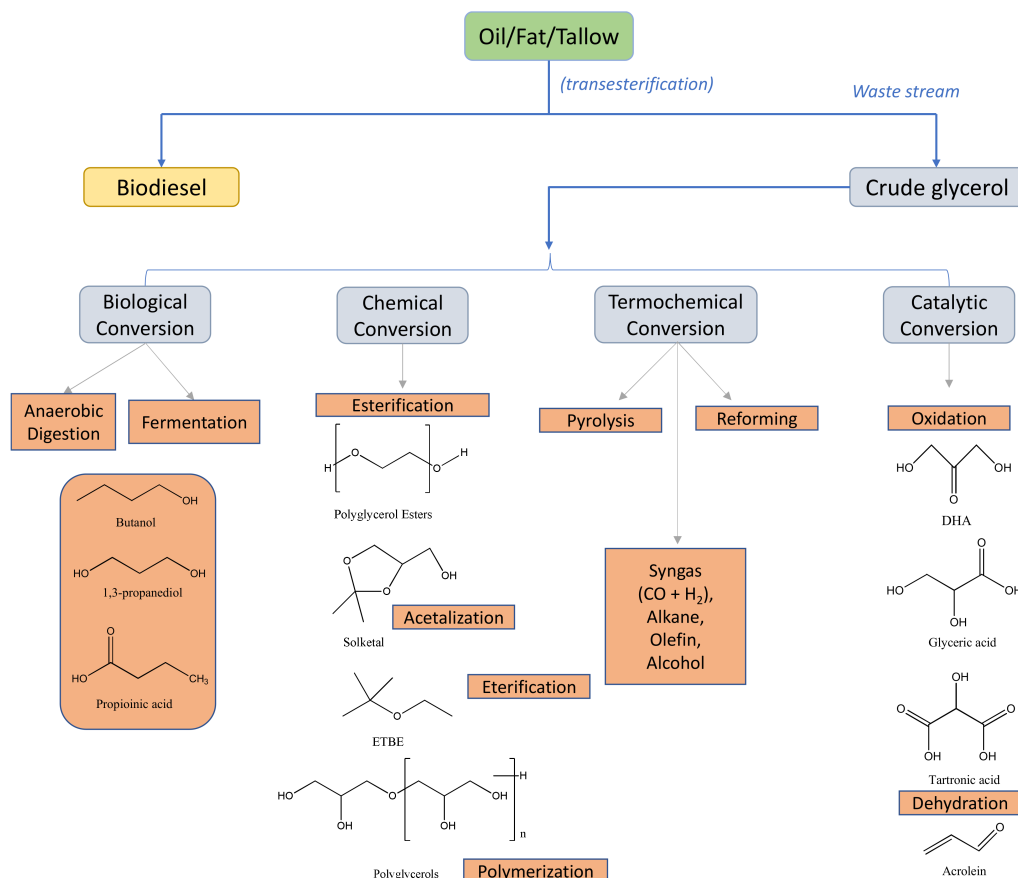 Oil/Fat/Tallow
(transesterification)
Waste stream
Biodiesel
Crude glycerol
Biological
Conversion
Chemical
Conversion
Termochemical
Conversion
Catalytic
Conversion
Anaerobic
Digestion
Fermentation
Esterification
Pyrolysis
Reforming
Oxidation
H
O
O
H
Polyglycerol Esters
OH
Butanol
HO
OH
1,3-propanediol
O
HO
CH3
Propioinic acid
O
O
OH
Acetalization
Solketal
Eterification
O
ETBE
HO
OH
O
OH
OH
H
n
Polyglycerols
Polymerization
Syngas
(CO + H2),
Alkane,
Olefin,
Alcohol
HO
OH
O
DHA
O
HO
OH
OH
Glyceric acid
OH
O
O
OH
OH
Tartronic acid
Dehydration
O
Acrolein